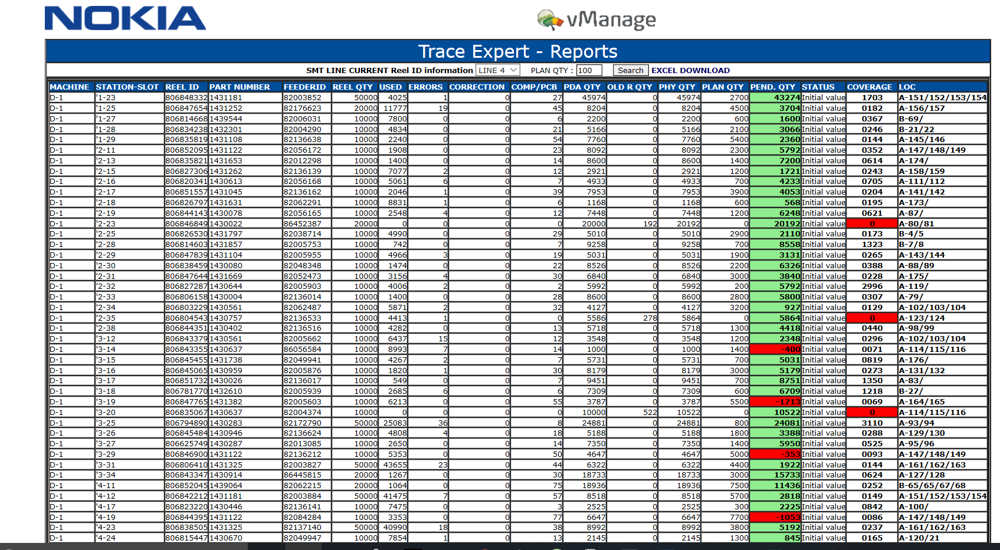 NOKIA
vManage
Trace Expert - Reports
SMT LINE CURRENT Reel ID information LINE 4 PLAN QTY : 100 Search EXCEL DOWNLOAD
MACHINE STATION-SLOT REEL ID PART NUMBER FEEDERID REEL QTY USED ERRORS CORRECTION COMP/PCB PDA QTY OLD R QTY PHY QTY PLAN QTY PEND. QTY STATUS COVERAGE LOC
D-1 '1-23 806848332 1431181 82003852 50000 4025 1 0 27 45974 0 45974 2700 43274 Initial value 1703 A-151/152/153/154
D-1 '1-25 806847654 1431252 82176623 20000 11777 19 0 45 8204 0 8204 4500 3704 Initial value 0182 A-156/157
D-1 '1-27 806814668 1439544 82006031 10000 7800 0 0 6 2200 0 2200 600 1600 Initial value 0367 B-69/
D-1 '1-28 806834238 1432301 82004290 10000 4834 0 0 21 5166 0 5166 2100 3066 Initial value 0246 B-21/22
D-1 '1-29 806835819 1431108 82136638 10000 2240 0 0 54 7760 0 7760 5400 2360 Initial value 0144 A-145/146
D-1 '2-11 806852095 1431122 82056172 10000 1908 0 0 23 8092 0 8092 2300 5792 Initial value 0352 A-147/148/149
D-1 '2-13 806835821 1431653 82012298 10000 1400 0 0 14 8600 0 8600 1400 7200 Initial value 0614 A-174/
D-1 '2-15 806827306 1431262 82136139 10000 7077 2 0 12 2921 0 2921 1200 1721 Initial value 0243 A-158/159
D-1 '2-16 806820341 1430613 82056168 10000 5061 6 0 7 4933 0 4933 700 4233 Initial value 0705 A-111/112
D-1 '2-17 806851557 1431045 82136162 10000 2046 1 0 39 7953 0 7953 3900 4053 Initial value 0204 A-141/142
D-1 '2-18 806826797 1431631 82062291 10000 8831 1 0 6 1168 0 1168 600 568 Initial value 0195 A-173/
D-1 '2-19 806844143 1430078 82056165 10000 2548 4 0 12 7448 0 7448 1200 6248 Initial value 0621 A-87/
D-1 '2-23 806846849 1430022 86452387 20000 0 0 0 0 20000 192 20192 0 20192 Initial value 0 A-80/81
D-1 '2-25 806826530 1431797 82038714 10000 4990 0 0 29 5010 0 5010 2900 2110 Initial value 0173 B-4/5
D-1 '2-28 806814603 1431857 82005753 10000 742 0 0 7 9258 0 9258 700 8558 Initial value 1323 B-7/8
D-1 '2-29 806847839 1431104 82005955 10000 4966 3 0 19 5031 0 5031 1900 3131 Initial value 0265 A-143/144
D-1 '2-30 806838459 1430080 82048348 10000 1474 0 0 22 8526 0 8526 2200 6326 Initial value 0388 A-88/89
D-1 '2-31 806847644 1431669 82052473 10000 3156 4 0 30 6840 0 6840 3000 3840 Initial value 0228 A-175/
D-1 '2-32 806827287 1430644 82005903 10000 4006 2 0 2 5992 0 5992 200 5792 Initial value 2996 A-119/
D-1 '2-33 806806158 1430004 82136014 10000 1400 0 0 28 8600 0 8600 2800 5800 Initial value 0307 A-79/
D-1 '2-34 806803229 1430561 82062487 10000 5871 2 0 32 4127 0 4127 3200 927 Initial value 0129 A-102/103/104
D-1 '2-35 806804543 1430757 82136533 10000 4413 1 0 0 5586 278 5864 0 5864 Initial value 0 A-123/124
D-1 '2-38 806844351 1430402 82136516 10000 4282 0 0 13 5718 0 5718 1300 4418 Initial value 0440 A-98/99
D-1 '3-12 806843379 1430561 82005662 10000 6437 15 0 12 3548 0 3548 1200 2348 Initial value 0296 A-102/103/104
D-1 '3-14 806843355 1430637 86056584 10000 8993 7 0 14 1000 0 1000 1400 -400 Initial value 0071 A-114/115/116
D-1 '3-15 806845455 1431738 82049941 10000 4267 2 0 7 5731 0 5731 700 5031 Initial value 0819 A-176/
D-1 '3-16 806845065 1430959 82005876 10000 1820 1 0 30 8179 0 8179 3000 5179 Initial value 0273 A-131/132
D-1 '3-17 806851732 1430026 82136017 10000 549 0 0 7 9451 0 9451 700 8751 Initial value 1350 A-83/
D-1 '3-18 806781770 1432610 82005939 10000 2685 6 0 6 7309 0 7309 600 6709 Initial value 1218 B-27/
D-1 '3-19 806847765 1431382 82005603 10000 6213 0 0 55 3787 0 3787 5500 -1713 Initial value 0069 A-164/165
D-1 '3-20 806835067 1430637 82004374 10000 0 0 0 0 10000 522 10522 0 10522 Initial value 0 A-114/115/116
D-1 '3-25 806794890 1430283 82172790 50000 25083 36 0 8 24881 0 24881 800 24081 Initial value 3110 A-93/94
D-1 '3-26 806845484 1430946 82136624 10000 4808 4 0 18 5188 0 5188 1800 3388 Initial value 0288 A-129/130
D-1 '3-27 806625749 1430287 82013085 10000 2650 0 0 14 7350 0 7350 1400 5950 Initial value 0525 A-95/96
D-1 '3-29 806846900 1431122 82136212 10000 5353 0 0 50 4647 0 4647 5000 -353 Initial value 0093 A-147/148/149
D-1 '3-31 806806410 1431325 82003827 50000 43655 23 0 44 6322 0 6322 4400 1922 Initial value 0144 A-161/162/163
D-1 '3-34 806843347 1430914 86445815 20000 1267 0 0 30 18733 0 18733 3000 15733 Initial value 0624 A-127/128
D-1 '4-11 806852045 1439064 82062215 20000 1064 0 0 75 18936 0 18936 7500 11436 Initial value 0252 B-65/65/67/68
D-1 '4-12 806842212 1431181 82003884 50000 41475 7 0 57 8518 0 8518 5700 2818 Initial value 0149 A-151/152/153/154
D-1 '4-17 806823220 1430446 82136141 10000 7475 0 0 3 2525 0 2525 300 2225 Initial value 0842 A-100/
D-1 '4-19 806844395 1431122 82084284 10000 3353 0 0 77 6647 0 6647 7700 -1053 Initial value 0086 A-147/148/149
D-1 '4-23 806838505 1431325 82137140 50000 40990 18 0 38 8992 0 8992 3800 5192 Initial value 0237 A-161/162/163
D-1 '4-24 806815447 1430670 82049947 10000 7854 1 0 13 2145 0 2145 1300 845 Initial value 0165 A-120/21